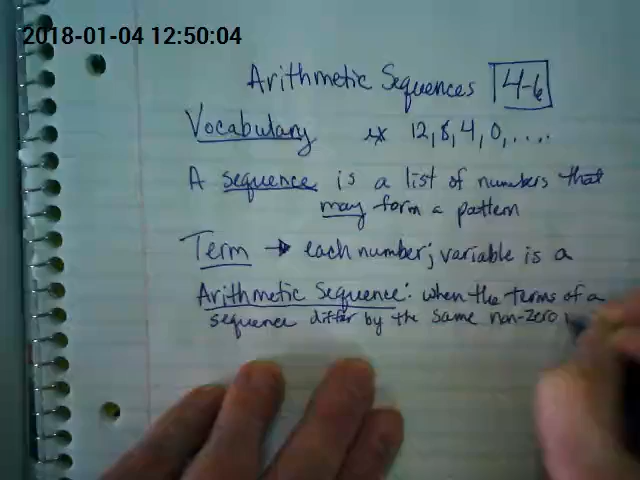 2018-01-04 12:50:04
Arithmetic Sequences 4-6
Vocabulary ex 12, 8, 4, 0, ....
A sequence is a list of numbers that
may form a pattern
Term → each number; variable is a
Arithmetic Sequence: when the terms of a
sequence differ by the same non-zero